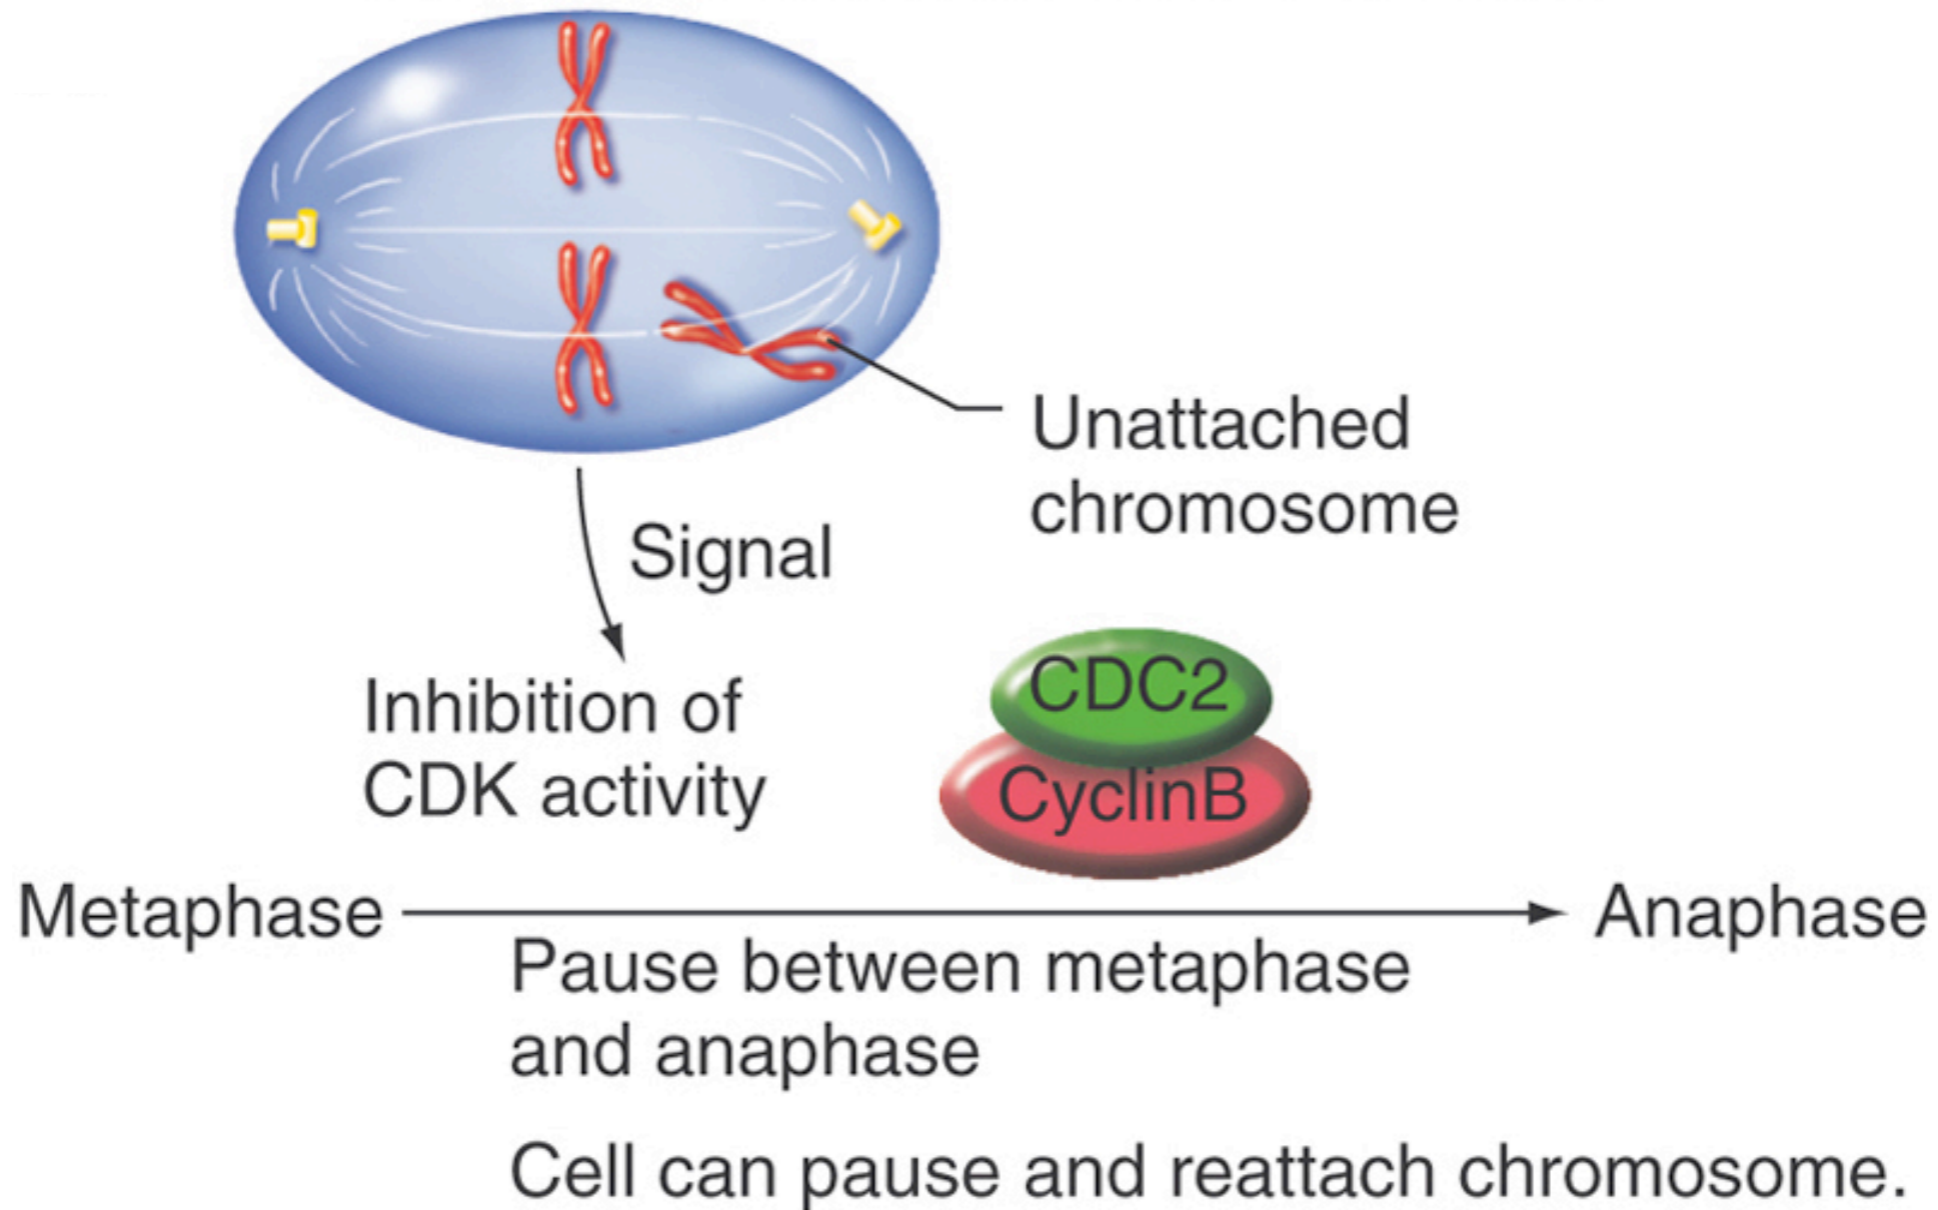 Unattached
chromosome
Signal
Inhibition of
CDK activity
CDC2
CyclinB
Metaphase
Anaphase
Pause between metaphase
and anaphase
Cell can pause and reattach chromosome.